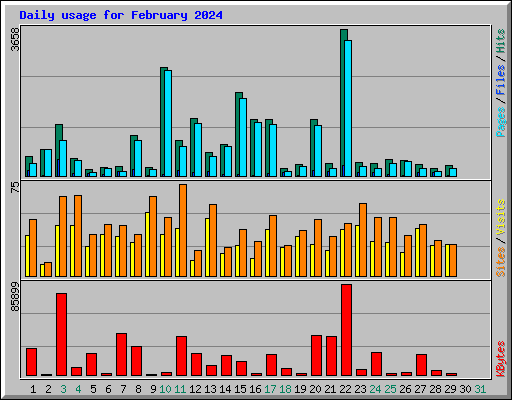 Daily usage for February 2024
3658
75
85899
Pages / Files / Hits
Sites / Visits
KBytes
1 2 3 4 5 6 7 8 9 10 11 12 13 14 15 16 17 18 19 20 21 22 23 24 25 26 27 28 29 30 31